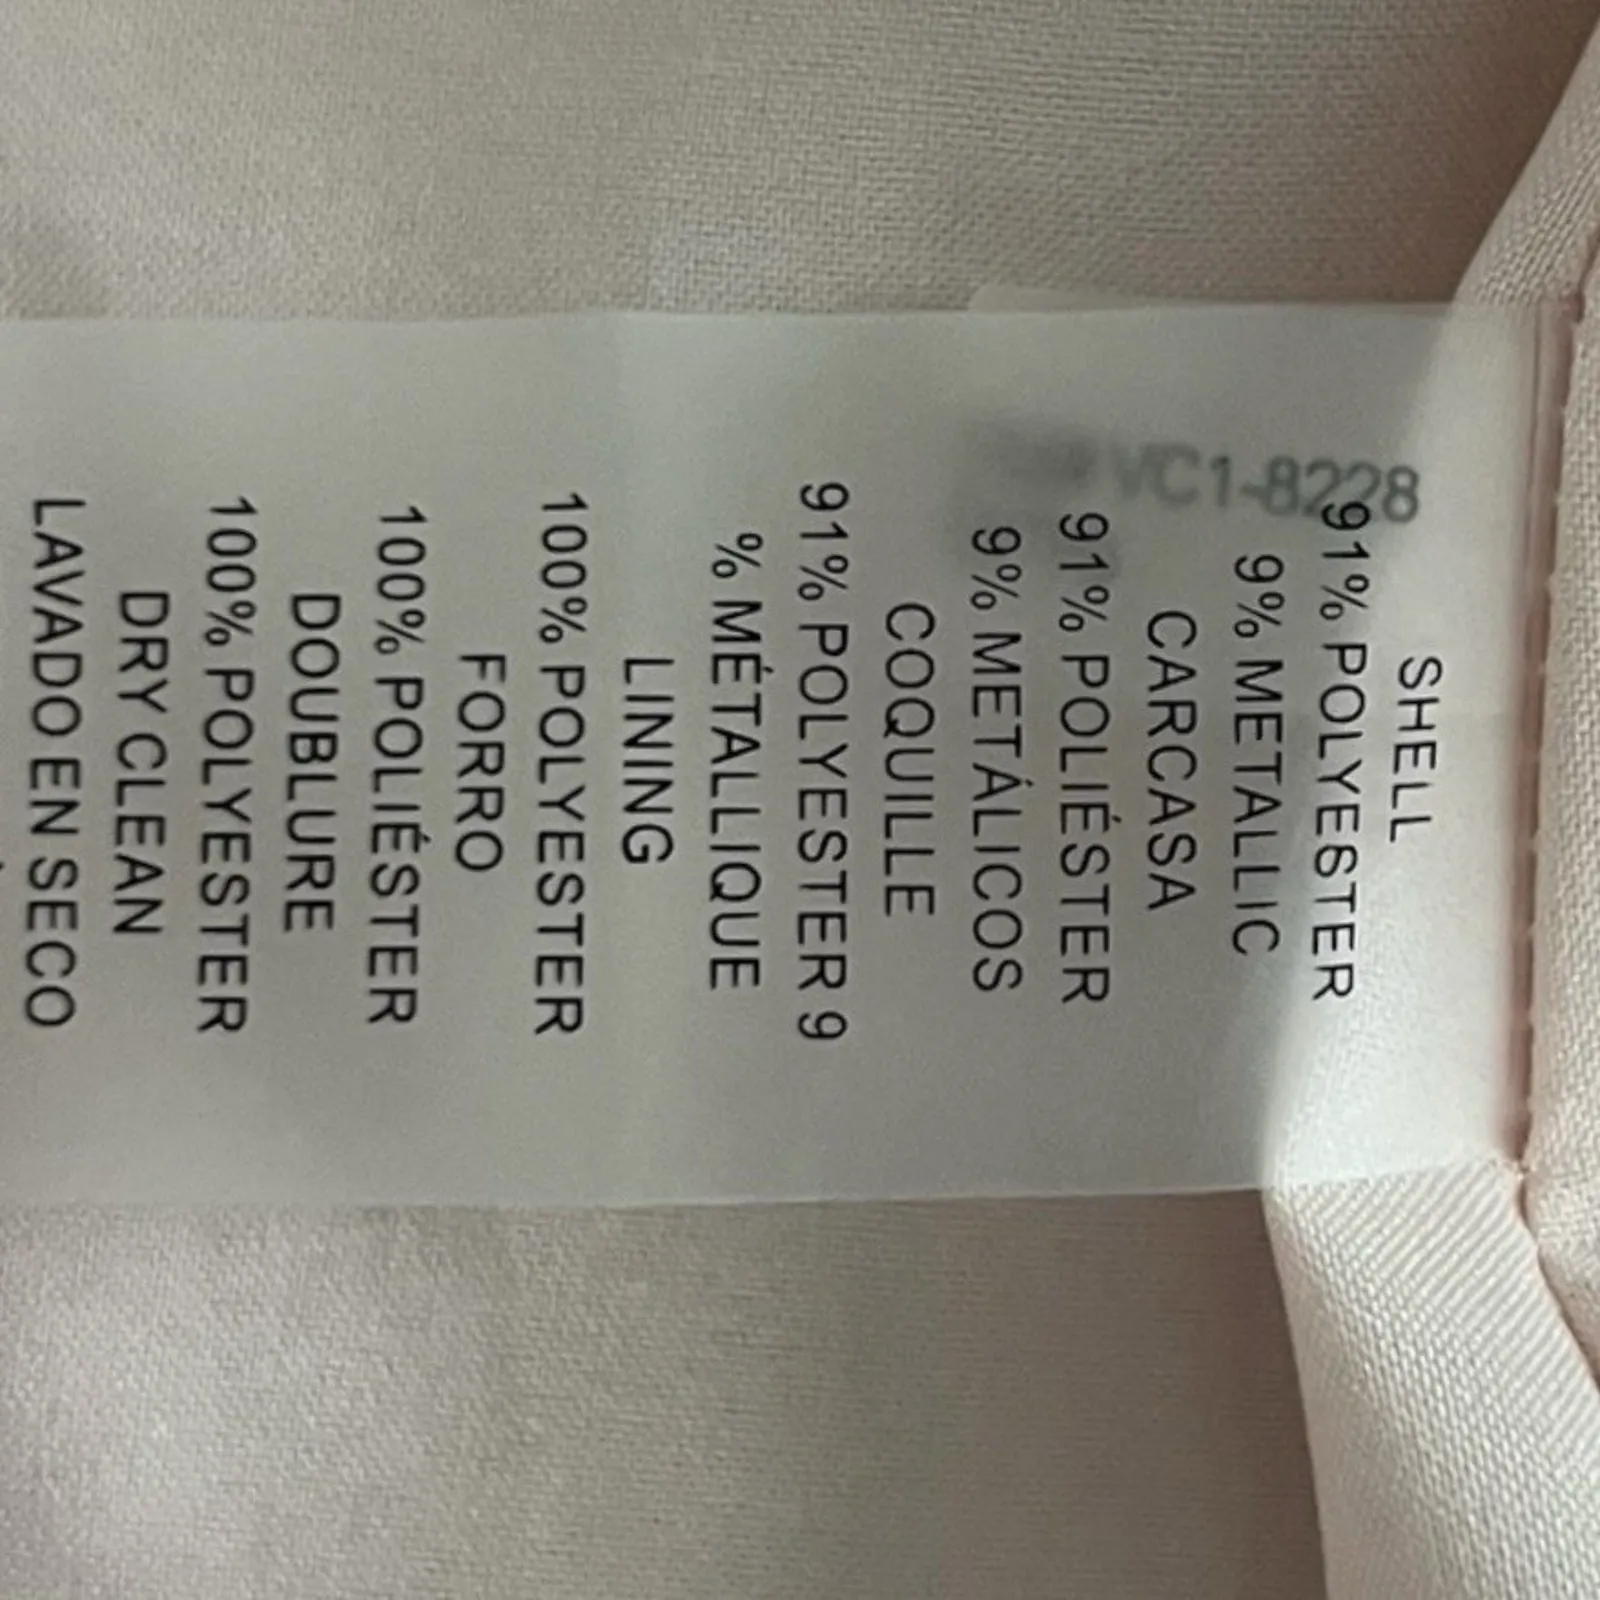 SHELL
91% POLYESTER
9% METALLIC
CARCASA
91% POLIÉSTER
9% METÁLICOS
COQUILLE
91% POLYESTER 9
% MÉTALLIQUE
LINING
100% POLYESTER
FORRO
100% POLIÉSTER
DOUBLURE
100% POLYESTER
DRY CLEAN
LAVADO EN SECO
VC1-8228